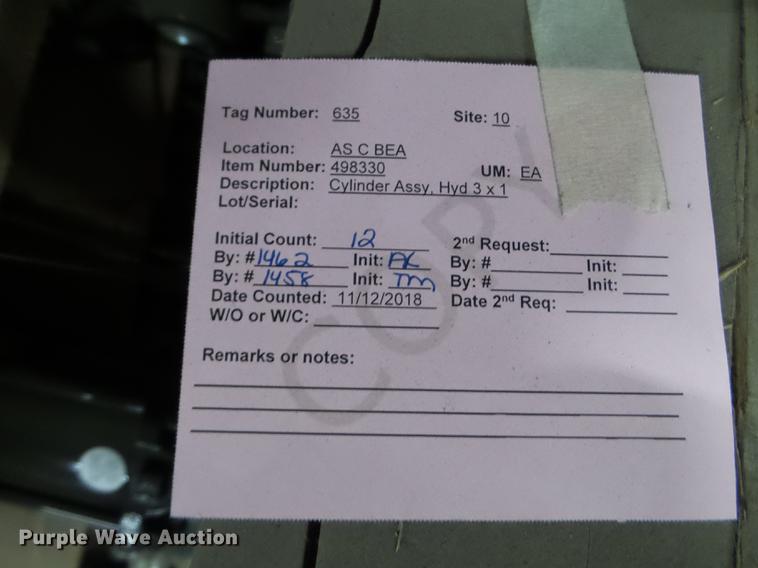 Tag Number: 635 Site: 10
Location: AS C BEA
Item Number: 498330 UM: EA
Description: Cylinder Assy, Hyd 3 x 1
Lot/Serial:
Initial Count: 12 2nd Request:
By: #1462 Init: AK By: # Init:
By: # 1458 Init: TM By: # Init:
Date Counted: 11/12/2018 Date 2nd Req:
W/O or W/C:
Remarks or notes:
COPY
Purple Wave Auction